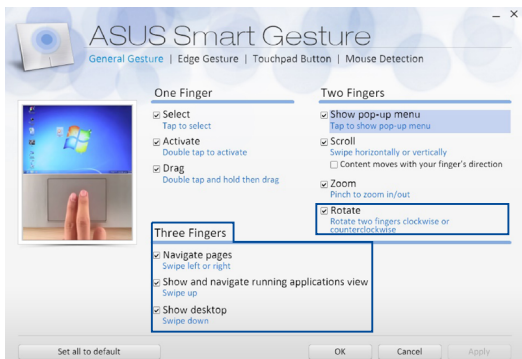 ASUS Smart Gesture
General Gesture | Edge Gesture | Touchpad Button | Mouse Detection
One Finger
Select
Tap to select
Activate
Double tap to activate
Drag
Double tap and hold then drag
Two Fingers
Show pop-up menu
Tap to show pop-up menu
Scroll
Swipe horizontally or vertically
Content moves with your finger's direction
Zoom
Pinch to zoom in/out
Rotate
Rotate two fingers clockwise or
counterclockwise
Three Fingers
Navigate pages
Swipe left or right
Show and navigate running applications view
Swipe up
Show desktop
Swipe down
Set all to default
OK
Cancel
Apply